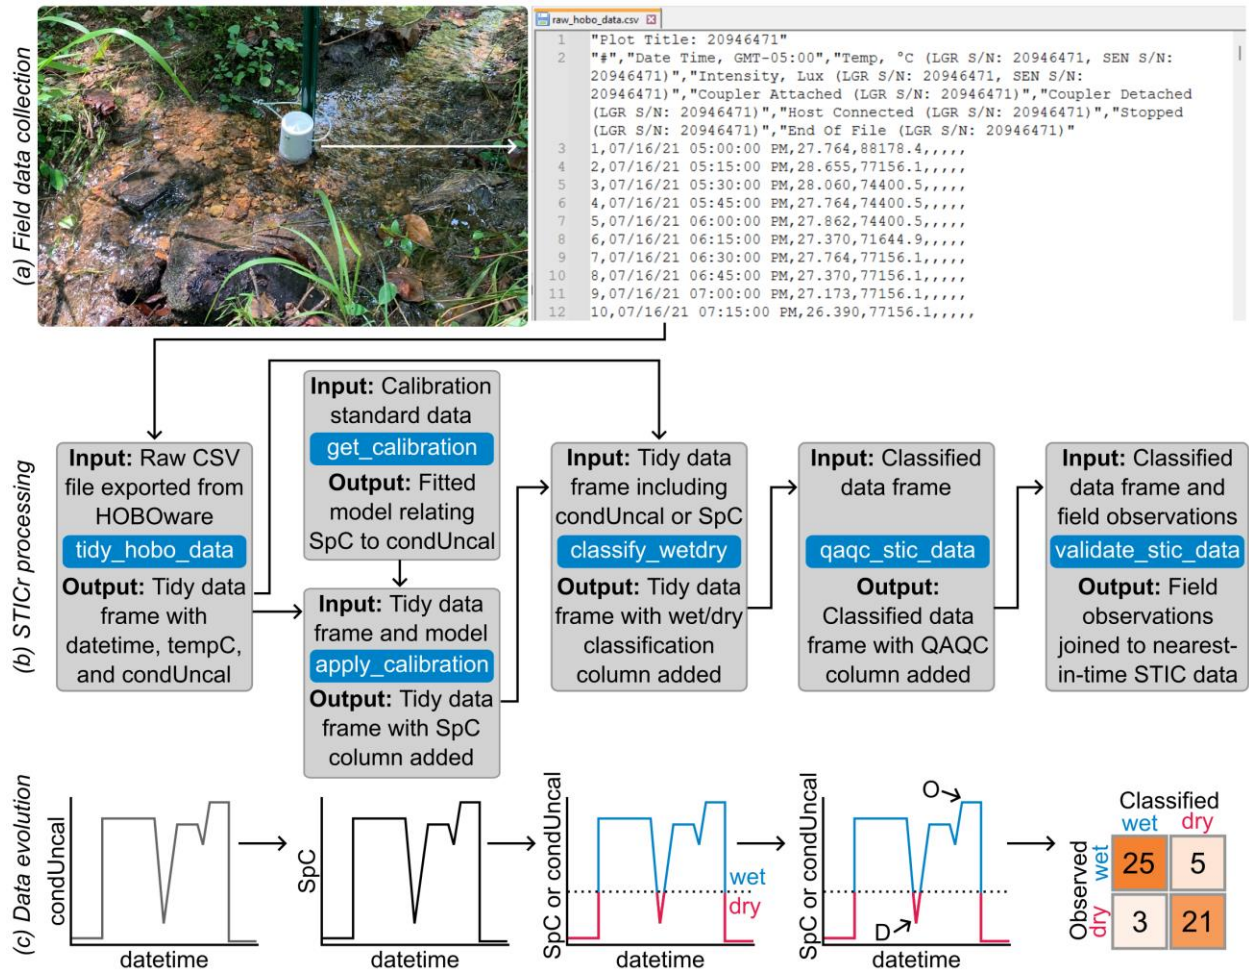 (a) Field data collection
raw_hobo_data.csv
1 "Plot Title: 20946471"
2 "#","Date Time, GMT-05:00","Temp, °C (LGR S/N: 20946471, SEN S/N:
20946471)","Intensity, Lux (LGR S/N: 20946471, SEN S/N:
20946471)","Coupler Attached (LGR S/N: 20946471)","Coupler Detached
(LGR S/N: 20946471)","Host Connected (LGR S/N: 20946471)","Stopped
(LGR S/N: 20946471)","End Of File (LGR S/N: 20946471)"
3 1,07/16/21 05:00:00 PM,27.764,88178.4,,,,,
4 2,07/16/21 05:15:00 PM,28.655,77156.1,,,,,
5 3,07/16/21 05:30:00 PM,28.060,74400.5,,,,,
6 4,07/16/21 05:45:00 PM,27.764,74400.5,,,,,
7 5,07/16/21 06:00:00 PM,27.862,74400.5,,,,,
8 6,07/16/21 06:15:00 PM,27.370,71644.9,,,,,
9 7,07/16/21 06:30:00 PM,27.764,77156.1,,,,,
10 8,07/16/21 06:45:00 PM,27.370,77156.1,,,,,
11 9,07/16/21 07:00:00 PM,27.173,77156.1,,,,,
12 10,07/16/21 07:15:00 PM,26.390,77156.1,,,,,
(b) STICr processing
Input: Raw CSV
file exported from
HOBOware
tidy_hobo_data
Output: Tidy data
frame with
datetime, tempC,
and condUncal
Input: Calibration
standard data
get_calibration
Output: Fitted
model relating
SpC to condUncal
Input: Tidy data
frame and model
apply_calibration
Output: Tidy data
frame with SpC
column added
Input: Tidy data
frame including
condUncal or SpC
classify_wetdry
Output: Tidy data
frame with wet/dry
classification
column added
Input: Classified
data frame
qaqc_stic_data
Output:
Classified data
frame with QAQC
column added
Input: Classified
data frame and
field observations
validate_stic_data
Output: Field
observations
joined to nearest-
in-time STIC data
(c) Data evolution
condUncal
datetime
SpC
datetime
SpC or condUncal
wet
dry
datetime
SpC or condUncal
O
D
datetime
Classified
wet dry
Observed
wet
dry
25 5
3 21